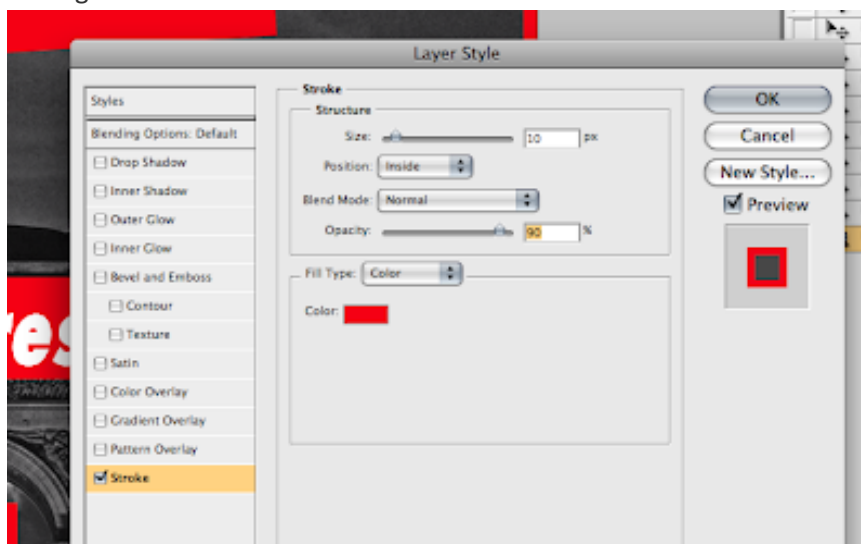 Layer Style
Styles
Blending Options: Default
Drop Shadow
Inner Shadow
Outer Glow
Inner Glow
Bevel and Emboss
Contour
Texture
Satin
Color Overlay
Gradient Overlay
Pattern Overlay
Stroke
Stroke
Structure
Size: 10 px
Position: Inside
Blend Mode: Normal
Opacity: 90 %
Fill Type: Color
Color:
OK
Cancel
New Style...
Preview
es